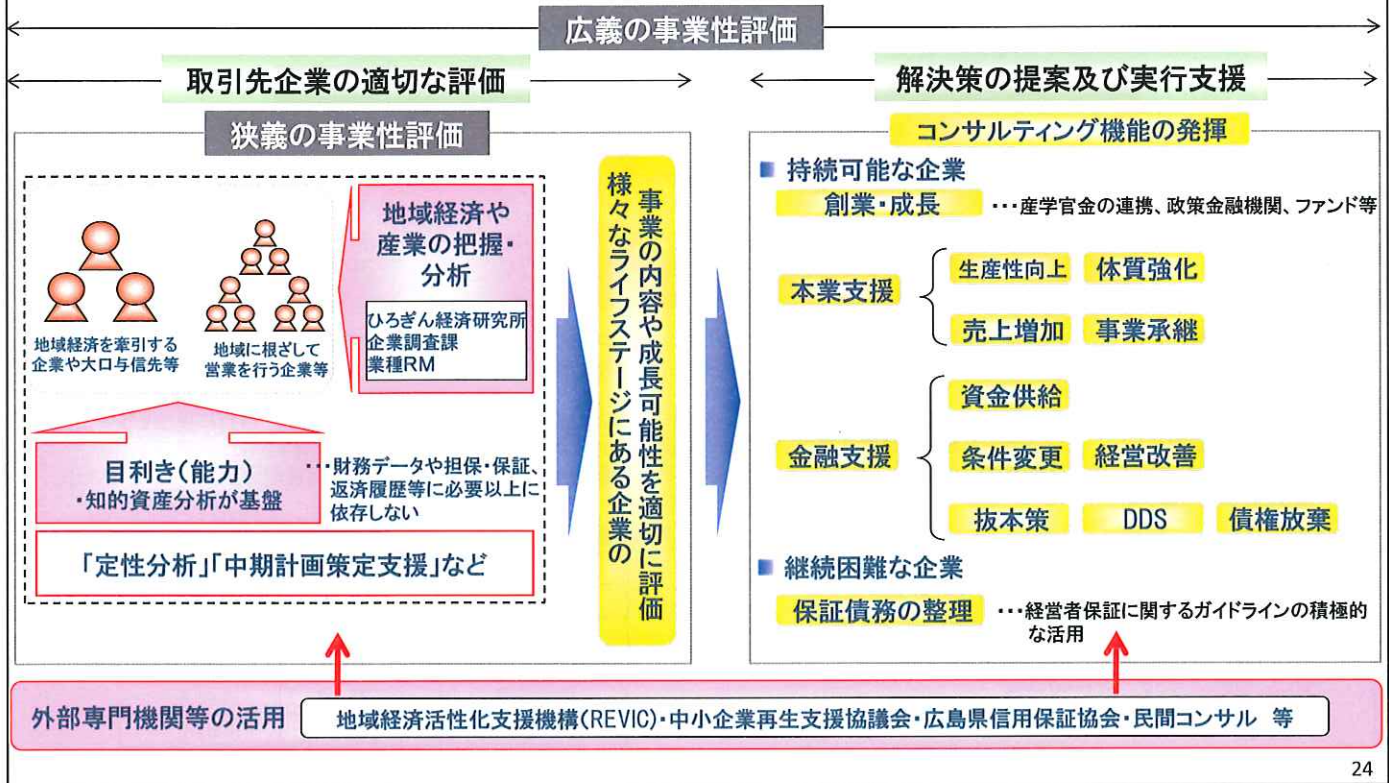 広義の事業性評価
取引先企業の適切な評価
狭義の事業性評価
地域経済を牽引する
企業や大口与信先等
地域に根ざして
営業を行う企業等
地域経済や
産業の把握・
分析
ひろぎん経済研究所
企業調査課
業種RM
目利き(能力)
・知的資産分析が基盤
・・・財務データや担保・保証、
返済履歴等に必要以上に
依存しない
「定性分析」「中期計画策定支援」など
様々なライフステージにある企業の
事業の内容や成長可能性を適切に評価
解決策の提案及び実行支援
コンサルティング機能の発揮
■ 持続可能な企業
創業・成長 ・・・産学官金の連携、政策金融機関、ファンド等
本業支援
生産性向上 体質強化
売上増加 事業承継
金融支援
資金供給
条件変更 経営改善
抜本策 DDS 債権放棄
■ 継続困難な企業
保証債務の整理 ・・・経営者保証に関するガイドラインの積極的
な活用
外部専門機関等の活用 地域経済活性化支援機構(REVIC)・中小企業再生支援協議会・広島県信用保証協会・民間コンサル 等
24